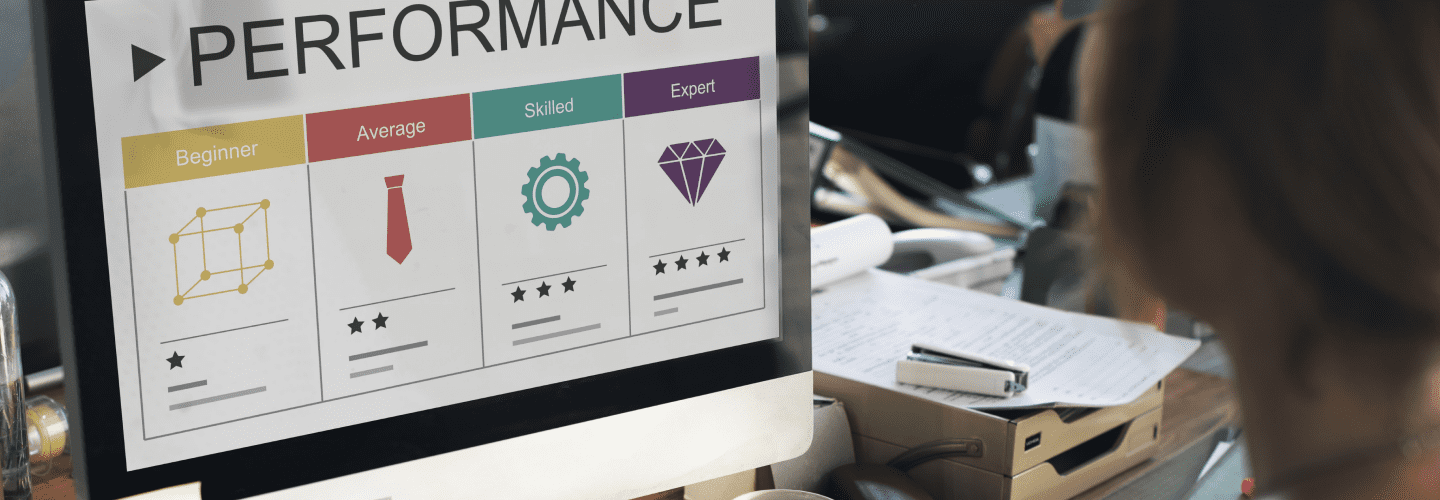 PERFORMANCE
Beginner
Average
Skilled
Expert